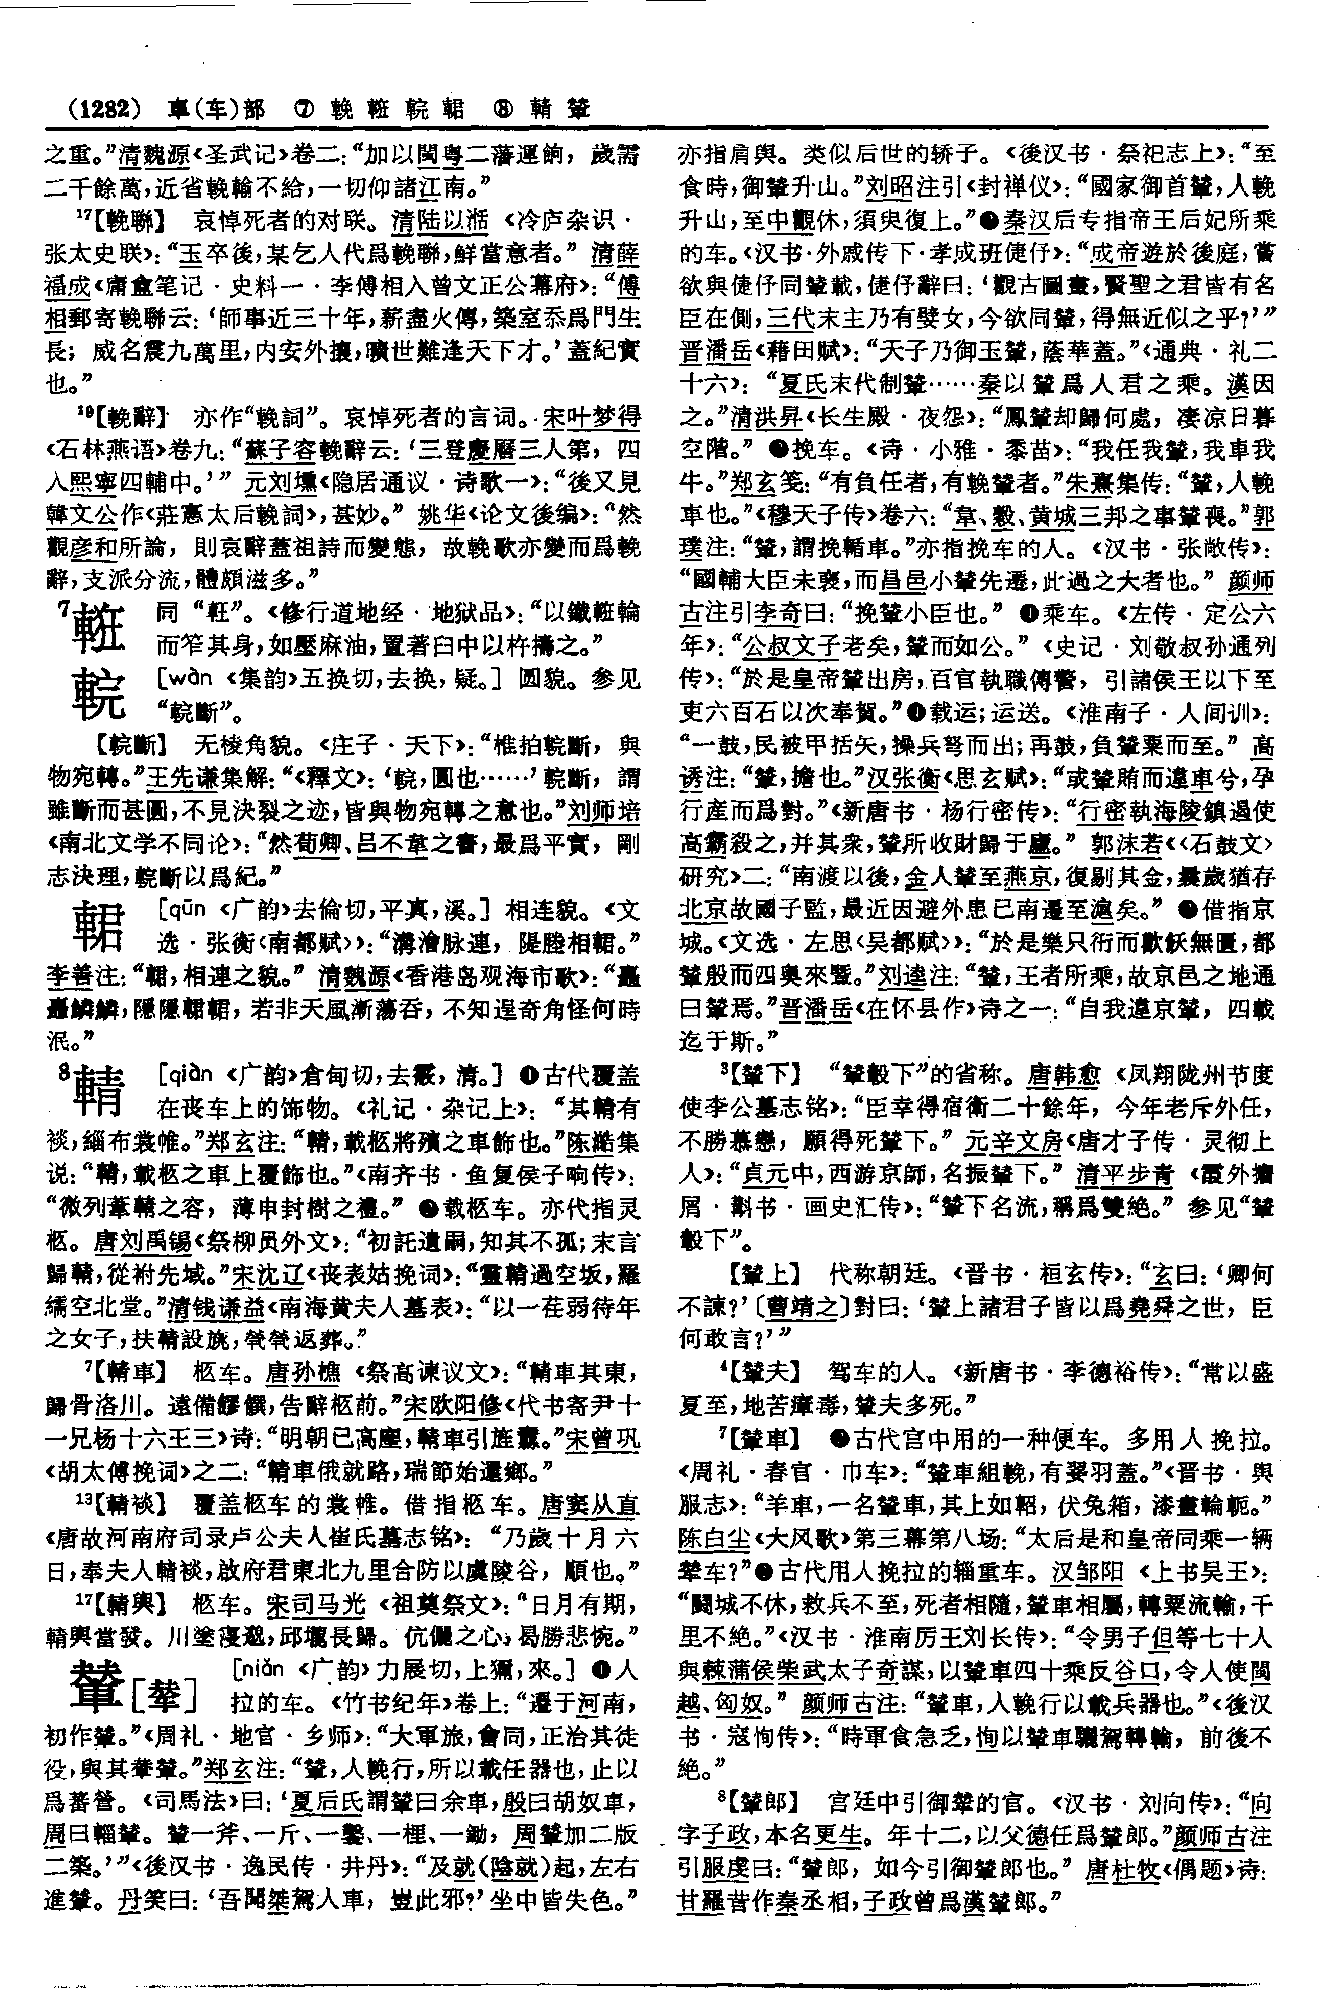 (1282) 車(车)部 ⑦ 輓 𨌅 輐 輑 ⑧ 輤 輦
之重。”清魏源《圣武记》卷二：“加以閩粤二藩運餉，歲需
二千餘萬，近省輓輸不給，一切仰諸江南。”
17【輓聯】 哀悼死者的对联。清陆以湉《冷庐杂识·
张太史联》：“玉卒後，某乞人代爲輓聯，鮮當意者。” 清薛
福成《庸盦笔记·史料一·李傅相入曾文正公幕府》：“傅
相郵寄輓聯云：‘師事近三十年，薪盡火傳，築室忝爲門生
長；威名震九萬里，内安外攘，曠世難逢天下才。’蓋紀實
也。”
19【輓辭】 亦作“輓詞”。哀悼死者的言词。宋叶梦得
《石林燕语》卷九：“蘇子容輓辭云：‘三登慶曆三人第，四
入熙寧四輔中。’” 元刘壎《隐居通议·诗歌一》：“後又見
韓文公作《莊憲太后輓詞》，甚妙。” 姚华《论文後编》：“然
觀彦和所論，則哀辭蓋祖詩而變態，故輓歌亦變而爲輓
辭，支派分流，體頗滋多。”
7 同“軖”。《修行道地经·地狱品》：“以鐵𨌅輪
而笮其身，如壓麻油，置著臼中以杵擣之。”
輐 [wàn《集韵》五换切，去换，疑。] 圆貌。参见
“輐斷”。
【輐斷】 无棱角貌。《庄子·天下》：“椎拍輐斷，與
物宛轉。”王先谦集解：“《釋文》：‘輐，圓也……’輐斷，謂
雖斷而甚圓，不見決裂之迹，皆與物宛轉之意也。”刘师培
《南北文学不同论》：“然荀卿、吕不韋之書，最爲平實，剛
志决理，輐斷以爲紀。”
輑 [qūn《广韵》去倫切，平真，溪。] 相连貌。《文
选·张衡〈南都赋〉》：“溝澮脉連，隄塍相輑。”
李善注：“輑，相連之貌。” 清魏源《香港岛观海市歌》：“矗
矗鱗鱗，隱隱輑輑，若非天風漸蕩吞，不知逞奇角怪何時
泯。”
8輤 [qiàn《广韵》倉甸切，去霰，清。] ❶古代覆盖
在丧车上的饰物。《礼记·杂记上》：“其輤有
裧，緇布裳帷。”郑玄注：“輤，載柩將殯之車飾也。”陈澔集
说：“輤，載柩之車上覆飾也。”《南齐书·鱼复侯子响传》：
“微列葦輤之容，薄申封樹之禮。” ❷载柩车。亦代指灵
柩。唐刘禹锡《祭柳员外文》：“初託遺嗣，知其不孤；末言
歸輤，從祔先域。”宋沈辽《丧表姑挽词》：“靈輤過空坂，羅
繻空北堂。”清钱谦益《南海黄夫人墓表》：“以一茬弱待年
之女子，扶輤設旐，煢煢返葬。”
7【輤車】 柩车。唐孙樵《祭高谏议文》：“輤車其東，
歸骨洛川。遠備醪饌，告辭柩前。”宋欧阳修《代书寄尹十
一兄杨十六王三》诗：“明朝已高塵，輤車引旌纛。”宋曾巩
《胡太傅挽词》之二：“輤車俄就路，瑞節始還鄉。”
13【輤裧】 覆盖柩车的裳帷。借指柩车。唐窦从直
《唐故河南府司录卢公夫人崔氏墓志铭》：“乃歲十月六
日，奉夫人輤裧，啟府君東北九里合防以虞陵谷，順也。”
17【輤輿】 柩车。宋司马光《祖奠祭文》：“日月有期，
輤輿當發。川塗寖邈，邱壠長歸。伉儷之心，曷勝悲惋。”
輦[辇] [niǎn《广韵》力展切，上獮，來。] ❶人
拉的车。《竹书纪年》卷上：“遷于河南，
初作輦。”《周礼·地官·乡师》：“大軍旅，會同，正治其徒
役，與其輂輦。”郑玄注：“輦，人輓行，所以載任器也，止以
爲蕃營。《司馬法》曰：‘夏后氏謂輦曰余車，殷曰胡奴車，
周曰輜輦。輦一斧、一斤、一鑿、一梩、一鋤，周輦加二版
二築。’”《後汉书·逸民传·井丹》：“及就(陰就)起，左右
進輦。丹笑曰：‘吾聞桀駕人車，豈此邪？’坐中皆失色。”
亦指肩舆。类似后世的轿子。《後汉书·祭祀志上》：“至
食時，御輦升山。”刘昭注引《封禅仪》：“國家御首輦，人輓
升山，至中觀休，須臾復上。”❷秦汉后专指帝王后妃所乘
的车。《汉书·外戚传下·孝成班倢伃》：“成帝遊於後庭，嘗
欲與倢伃同輦載，倢伃辭曰：‘觀古圖畫，賢聖之君皆有名
臣在側，三代末主乃有嬖女，今欲同輦，得無近似之乎？’”
晋潘岳《藉田赋》：“天子乃御玉輦，蔭華蓋。”《通典·礼二
十六》：“夏氏末代制輦……秦以輦爲人君之乘。漢因
之。”清洪昇《长生殿·夜怨》：“鳳輦却歸何處，凄凉日暮
空階。” ❸挽车。《诗·小雅·黍苗》：“我任我輦，我車我
牛。”郑玄笺：“有負任者，有輓輦者。”朱熹集传：“輦，人輓
車也。”《穆天子传》卷六：“韋、㲄、黄城三邦之事輦喪。”郭
璞注：“輦，謂挽輴車。”亦指挽车的人。《汉书·张敞传》：
“國輔大臣未襃，而昌邑小輦先遷，此過之大者也。” 颜师
古注引李奇曰：“挽輦小臣也。” ❹乘车。《左传·定公六
年》：“公叔文子老矣，輦而如公。”《史记·刘敬叔孙通列
传》：“於是皇帝輦出房，百官執職傳警，引諸侯王以下至
吏六百石以次奉賀。”❺载运；运送。《淮南子·人间训》：
“一鼓，民被甲括矢，操兵弩而出；再鼓，負輦粟而至。” 高
诱注：“輦，擔也。”汉张衡《思玄赋》：“或輦賄而違車兮，孕
行産而爲對。”《新唐书·杨行密传》：“行密執海陵鎮遏使
高霸殺之，并其衆，輦所收財歸于廬。” 郭沫若《〈石鼓文〉
研究》二：“南渡以後，金人輦至燕京，復剔其金，曩歲猶存
北京故國子監，最近因避外患已南遷至滬矣。” ❻借指京
城。《文选·左思〈吴都赋〉》：“於是樂只衎而歡飫無匱，都
輦殷而四奥來暨。”刘逵注：“輦，王者所乘，故京邑之地通
曰輦焉。”晋潘岳《在怀县作》诗之一：“自我違京輦，四載
迄于斯。”
3【輦下】 “輦轂下”的省称。唐韩愈《凤翔陇州节度
使李公墓志铭》：“臣幸得宿衛二十餘年，今年老斥外任，
不勝慕戀，願得死輦下。” 元辛文房《唐才子传·灵彻上
人》：“貞元中，西游京師，名振輦下。” 清平步青《霞外攟
屑·斠书·画史汇传》：“輦下名流，稱爲雙絶。” 参见“輦
轂下”。
【輦上】 代称朝廷。《晋书·桓玄传》：“玄曰：‘卿何
不諫？’〔曹靖之〕對曰：‘輦上諸君子皆以爲堯舜之世，臣
何敢言？’”
4【輦夫】 驾车的人。《新唐书·李德裕传》：“常以盛
夏至，地苦瘴毒，輦夫多死。”
7【輦車】 ❶古代宫中用的一种便车。多用人挽拉。
《周礼·春官·巾车》：“輦車組輓，有翣羽蓋。”《晋书·舆
服志》：“羊車，一名輦車，其上如軺，伏兔箱，漆畫輪軛。”
陈白尘《大风歌》第三幕第八场：“太后是和皇帝同乘一辆
辇车？”❷古代用人挽拉的辎重车。汉邹阳《上书吴王》：
“鬭城不休，救兵不至，死者相隨，輦車相屬，轉粟流輸，千
里不絶。”《汉书·淮南厉王刘长传》：“令男子但等七十人
與棘蒲侯柴武太子奇謀，以輦車四十乘反谷口，令人使閩
越、匈奴。” 颜师古注：“輦車，人輓行以載兵器也。”《後汉
书·寇恂传》：“時軍食急乏，恂以輦車驪駕轉輸，前後不
絶。”
8【輦郎】 宫廷中引御辇的官。《汉书·刘向传》：“向
字子政，本名更生。年十二，以父德任爲輦郎。”颜师古注
引服虔曰：“輦郎，如今引御輦郎也。” 唐杜牧《偶题》诗：
甘羅昔作秦丞相，子政曾爲漢輦郎。”